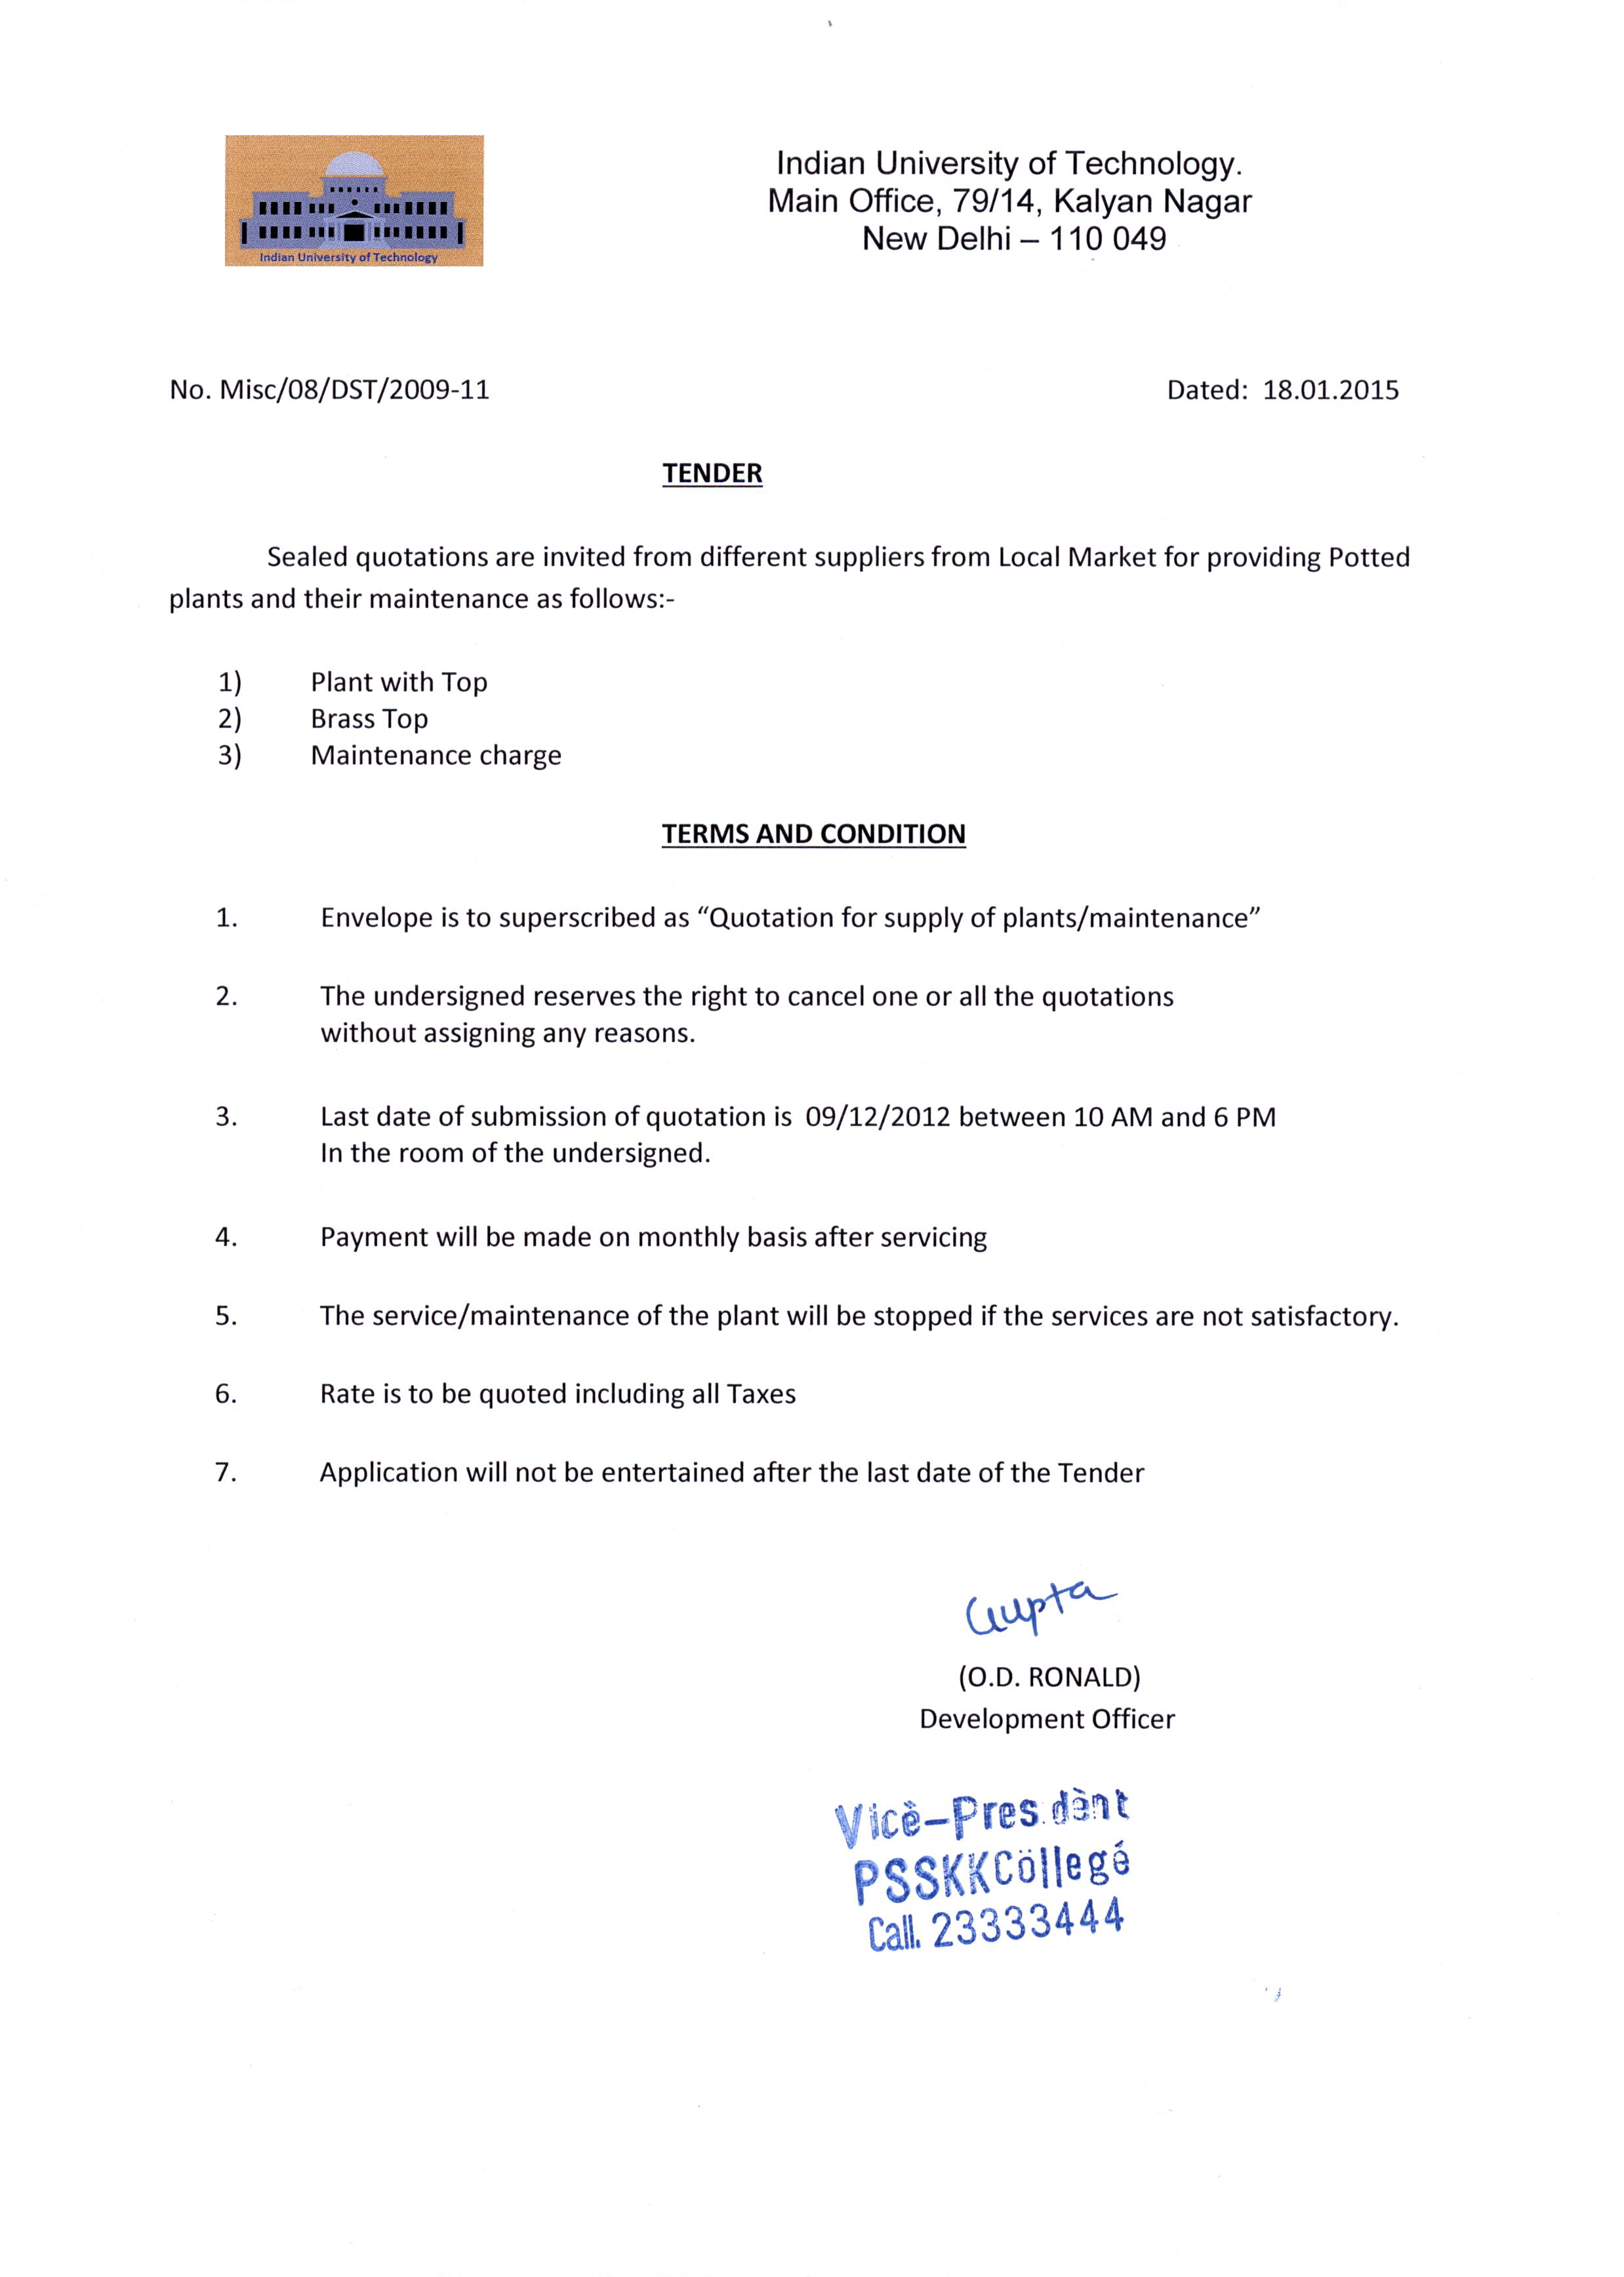 Indian University of Technology
Indian University of Technology.
Main Office, 79/14, Kalyan Nagar
New Delhi – 110 049
No. Misc/08/DST/2009-11 Dated: 18.01.2015
TENDER
Sealed quotations are invited from different suppliers from Local Market for providing Potted
plants and their maintenance as follows:-
1) Plant with Top
2) Brass Top
3) Maintenance charge
TERMS AND CONDITION
1. Envelope is to superscribed as “Quotation for supply of plants/maintenance”
2. The undersigned reserves the right to cancel one or all the quotations
without assigning any reasons.
3. Last date of submission of quotation is 09/12/2012 between 10 AM and 6 PM
In the room of the undersigned.
4. Payment will be made on monthly basis after servicing
5. The service/maintenance of the plant will be stopped if the services are not satisfactory.
6. Rate is to be quoted including all Taxes
7. Application will not be entertained after the last date of the Tender
Gupta
(O.D. RONALD)
Development Officer
Vice-President
PSSKKCollege
Call. 23333444